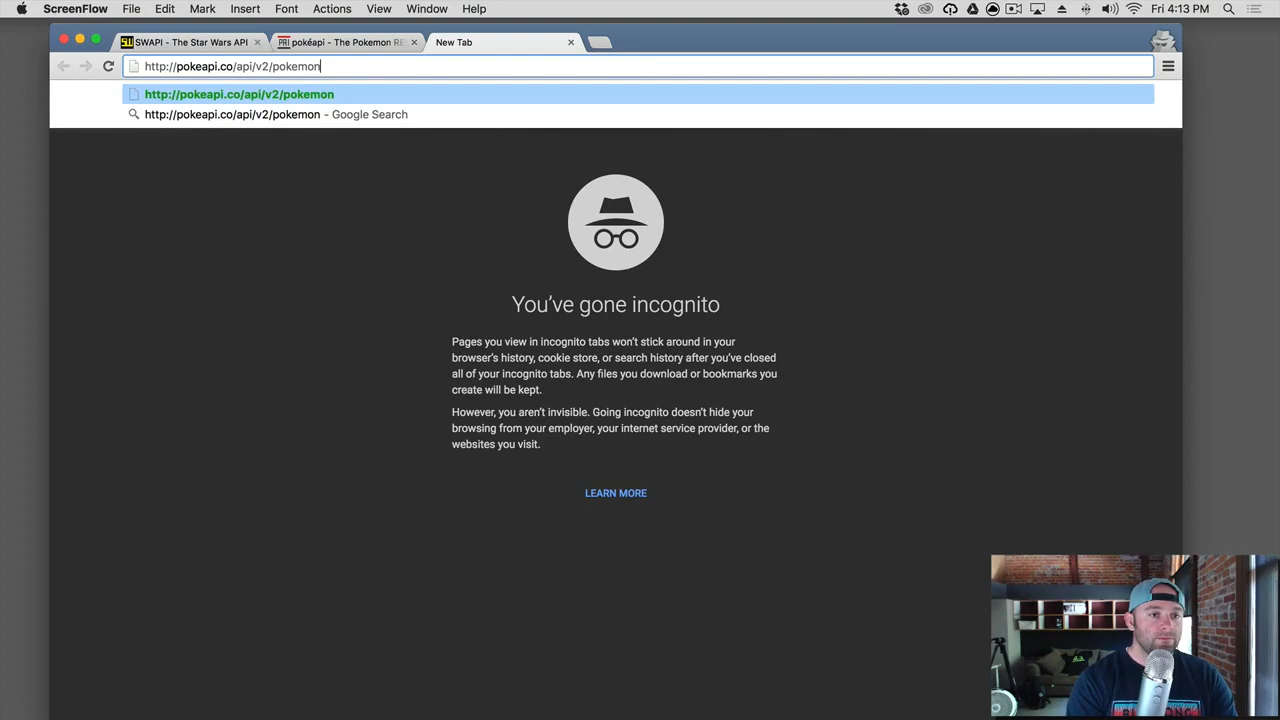 ScreenFlow File Edit Mark Insert Font Actions View Window Help Fri 4:13 PM
SWAPI - The Star Wars API pokéapi - The Pokemon RE New Tab
http://pokeapi.co/api/v2/pokemon
http://pokeapi.co/api/v2/pokemon
http://pokeapi.co/api/v2/pokemon - Google Search
You've gone incognito
Pages you view in incognito tabs won't stick around in your
browser's history, cookie store, or search history after you've closed
all of your incognito tabs. Any files you download or bookmarks you
create will be kept.
However, you aren't invisible. Going incognito doesn't hide your
browsing from your employer, your internet service provider, or the
websites you visit.
LEARN MORE